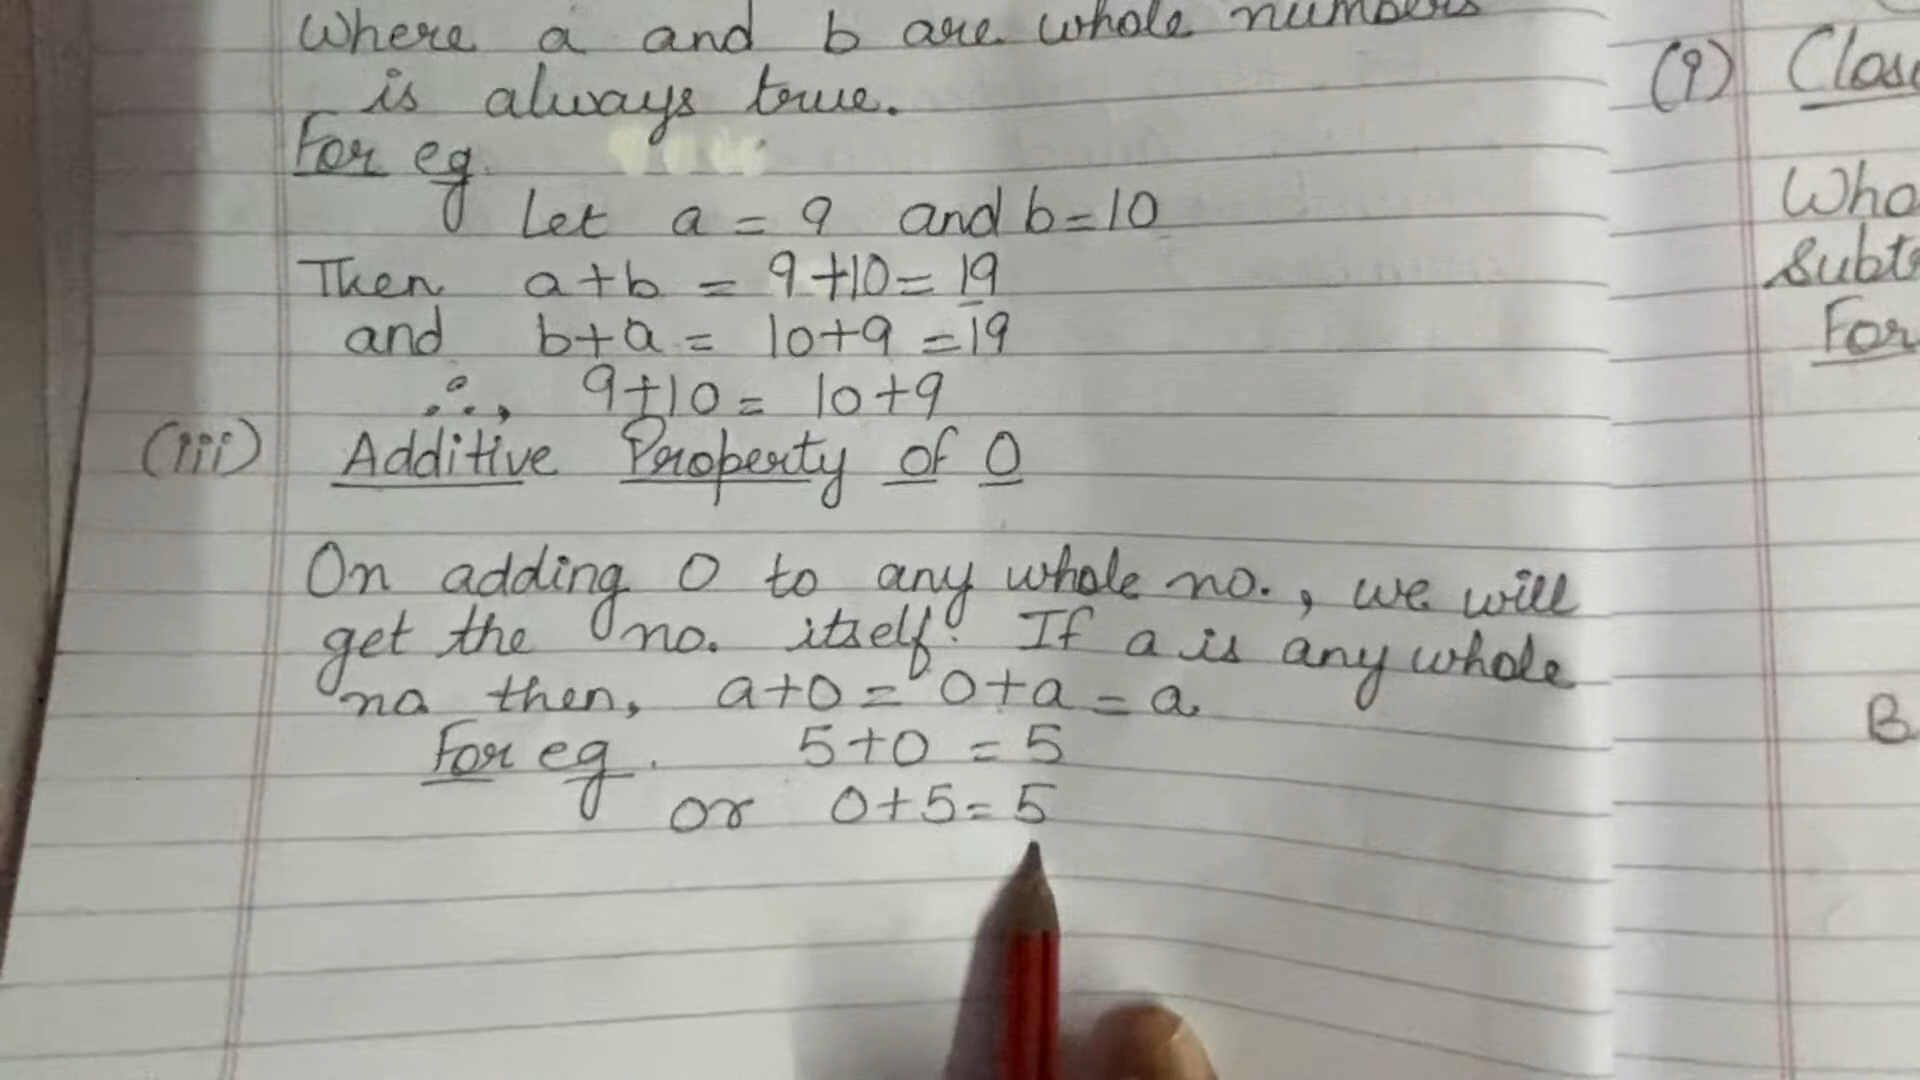 Where a and b are whole numbers
is always true.
For eg.
Let a = 9 and b=10
Then a+b = 9+10= 19
and b+a = 10+9 =19
∴, 9+10= 10+9
(iii) Additive Property of 0
On adding 0 to any whole no., we will
get the no. itself. If a is any whole
no then, a+0 = 0+a = a.
For eg. 5+0 = 5
or 0+5=5
(i) Clos
Who
Subt
For
B